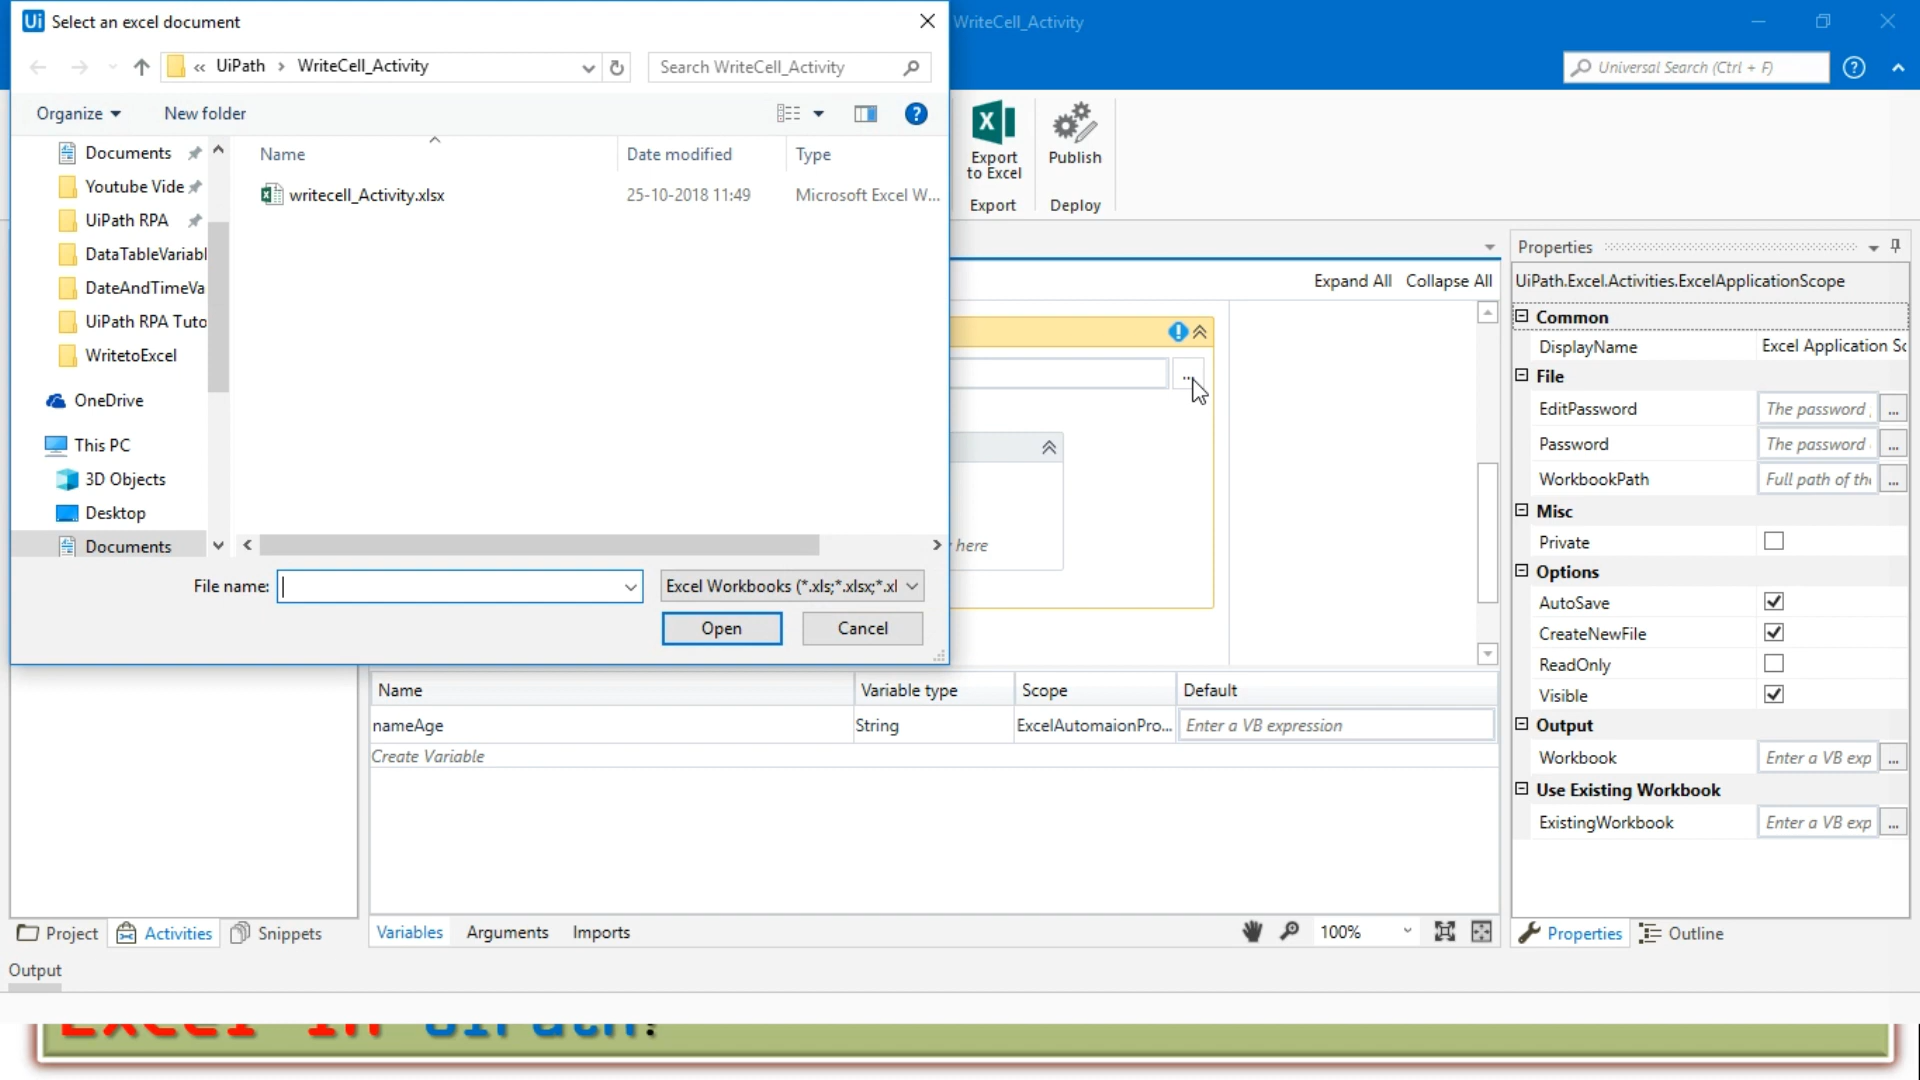 Ui Select an excel document
WriteCell_Activity
« UiPath > WriteCell_Activity
Search WriteCell_Activity
Universal Search (Ctrl + F)
Organize
New folder
Documents
Youtube Vide
UiPath RPA
DataTableVariabl
DateAndTimeVa
UiPath RPA Tuto
WritetoExcel
OneDrive
This PC
3D Objects
Desktop
Documents
Name
Date modified
Type
writecell_Activity.xlsx
25-10-2018 11:49
Microsoft Excel W...
File name:
Excel Workbooks (*.xls;*.xlsx;*.xl
Open
Cancel
Export
to Excel
Export
Publish
Deploy
Expand All
Collapse All
...
here
Properties
UiPath.Excel.Activities.ExcelApplicationScope
Common
DisplayName
Excel Application Sc
File
EditPassword
The password
...
Password
The password
...
WorkbookPath
Full path of the
...
Misc
Private
Options
AutoSave
CreateNewFile
ReadOnly
Visible
Output
Workbook
Enter a VB exp
...
Use Existing Workbook
ExistingWorkbook
Enter a VB exp
...
Name
Variable type
Scope
Default
nameAge
String
ExcelAutomaionPro...
Enter a VB expression
Create Variable
Project
Activities
Snippets
Variables
Arguments
Imports
100%
Properties
Outline
Output
Excel in UiPath?